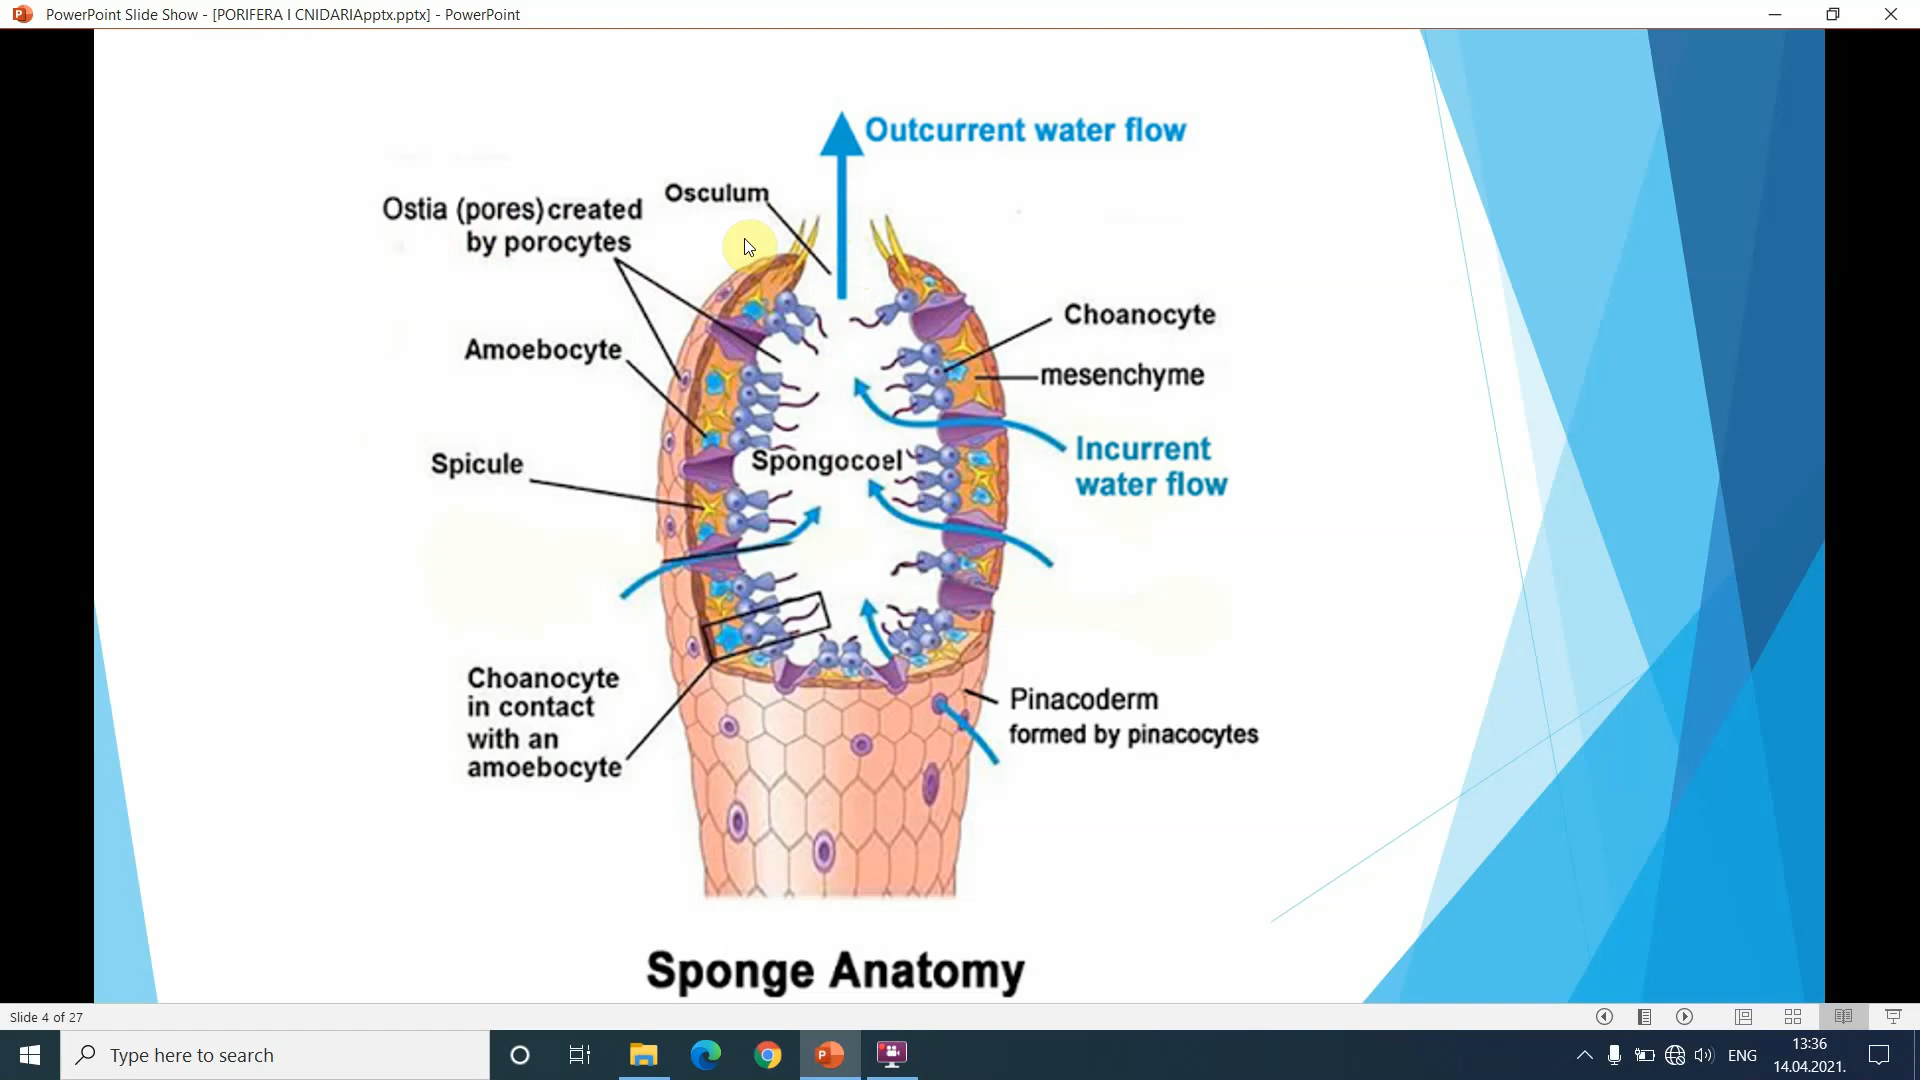 PowerPoint Slide Show - [PORIFERA I CNIDARIApptx.pptx] - PowerPoint
Outcurrent water flow
Osculum
Ostia (pores) created
by porocytes
Choanocyte
Amoebocyte
mesenchyme
Incurrent
water flow
Spongocoel
Spicule
Choanocyte
in contact
with an
amoebocyte
Pinacoderm
formed by pinacocytes
Sponge Anatomy
Slide 4 of 27
Type here to search
ENG
13:36
14.04.2021.